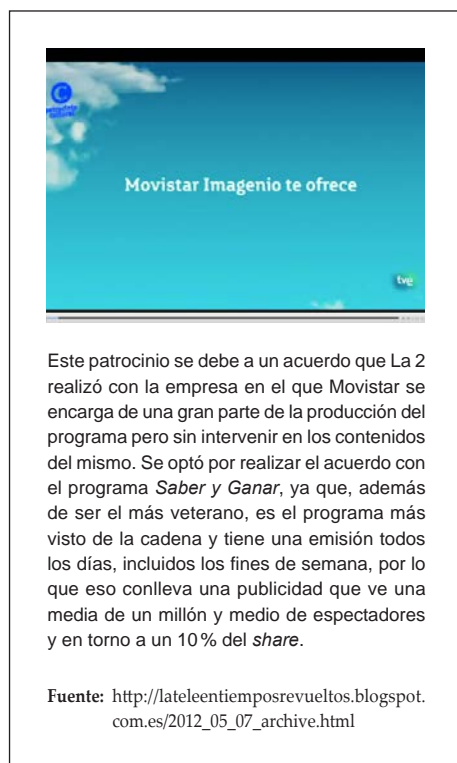 Movistar Imagenio te ofrece
tve
Este patrocinio se debe a un acuerdo que La 2
realizó con la empresa en el que Movistar se
encarga de una gran parte de la producción del
programa pero sin intervenir en los contenidos
del mismo. Se optó por realizar el acuerdo con
el programa Saber y Ganar, ya que, además
de ser el más veterano, es el programa más
visto de la cadena y tiene una emisión todos
los días, incluidos los fines de semana, por lo
que eso conlleva una publicidad que ve una
media de un millón y medio de espectadores
y en torno a un 10 % del share.
Fuente: http://lateleentiemposrevueltos.blogspot.
com.es/2012_05_07_archive.html